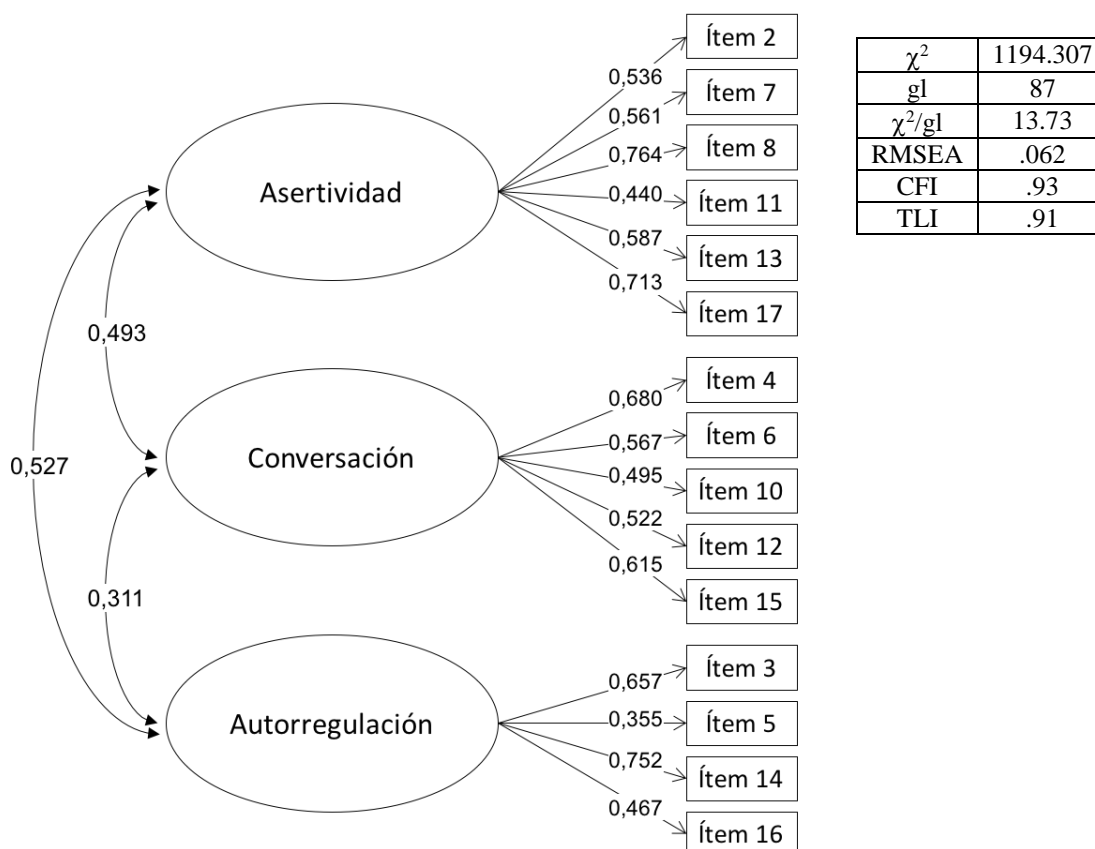 Ítem 2
0,536
Ítem 7
0,561
Ítem 8
0,764
Asertividad
0,440
Ítem 11
0,587
Ítem 13
0,713
Ítem 17
0,493
Ítem 4
0,680
Ítem 6
0,567
Conversación
0,495
Ítem 10
0,522
Ítem 12
0,615
Ítem 15
0,527
0,311
Ítem 3
0,657
Autorregulación
0,355
Ítem 5
0,752
Ítem 14
0,467
Ítem 16
χ² 1194.307
gl 87
χ²/gl 13.73
RMSEA .062
CFI .93
TLI .91